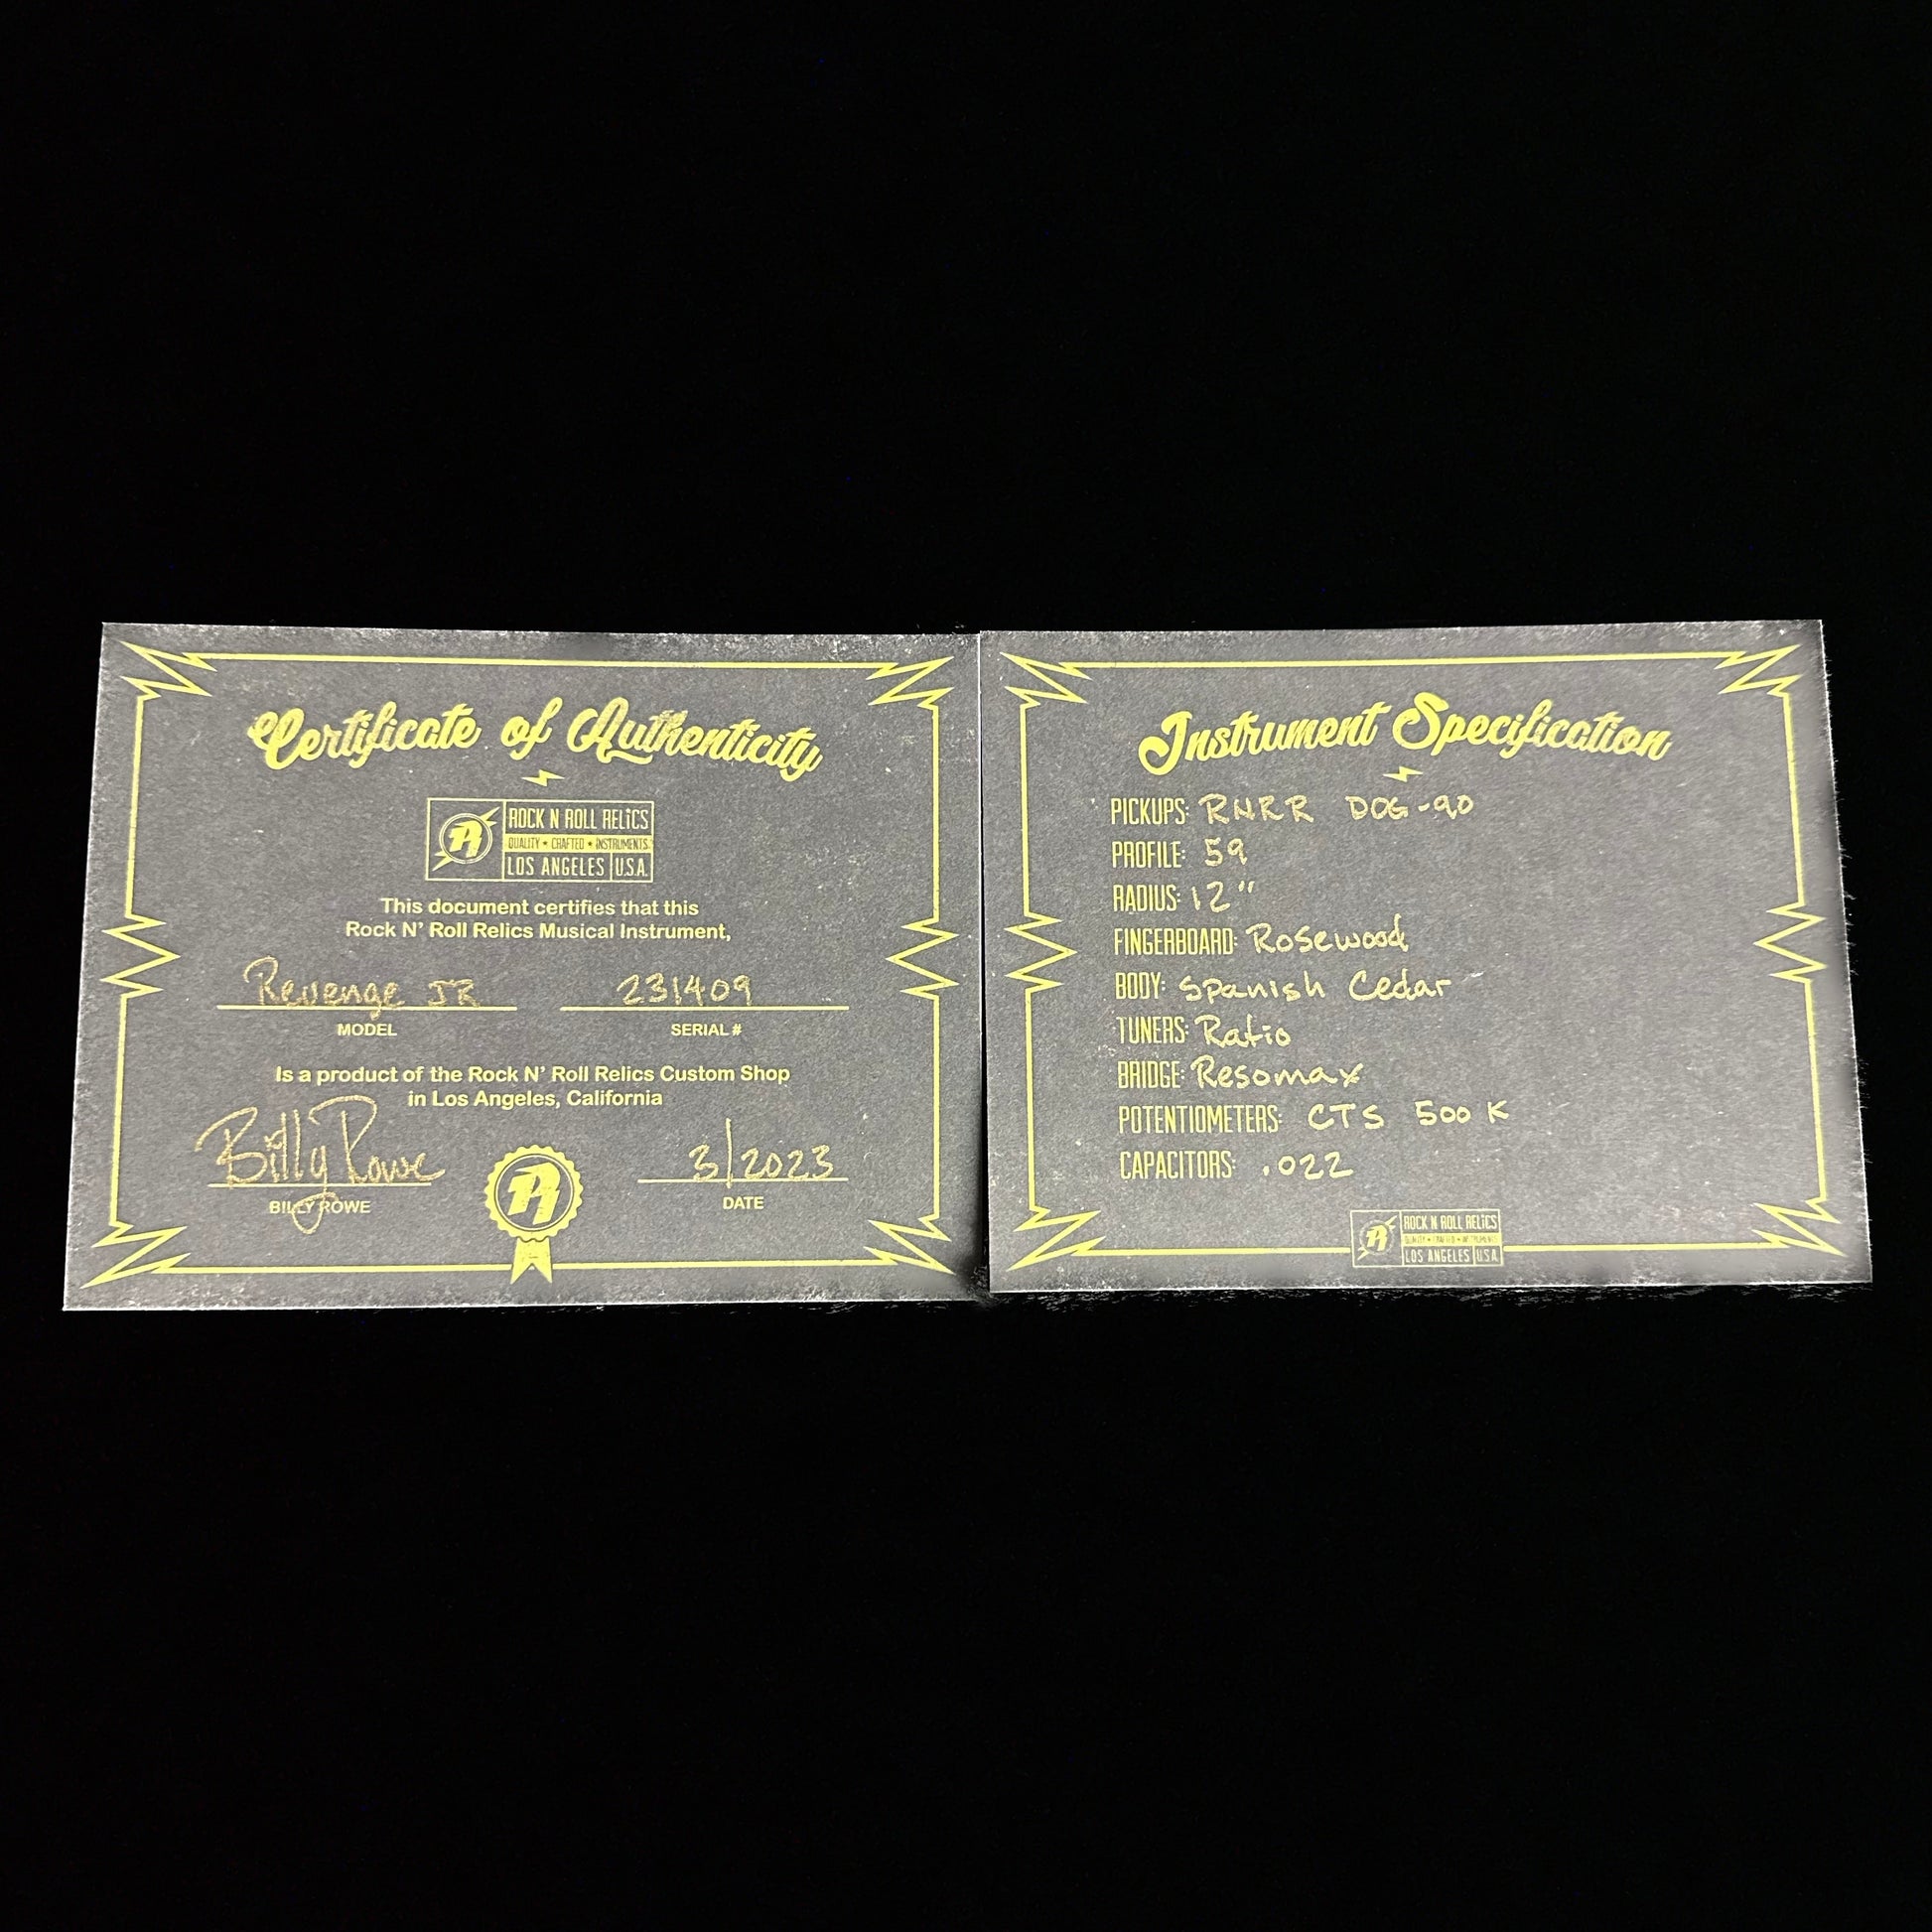 Certificate of Authenticity
ROCK N ROLL RELICS
QUALITY • CRAFTED • INSTRUMENTS
LOS ANGELES U.S.A.
This document certifies that this
Rock N' Roll Relics Musical Instrument,
Revenge JR 231409
MODEL SERIAL #
Is a product of the Rock N' Roll Relics Custom Shop
in Los Angeles, California
Billy Rowe 3/2023
BILLY ROWE DATE
Instrument Specification
PICKUPS: RNRR DOG-90
PROFILE: 59
RADIUS: 12"
FINGERBOARD: Rosewood
BODY: Spanish Cedar
TUNERS: Ratio
BRIDGE: Resomax
POTENTIOMETERS: CTS 500 K
CAPACITORS: .022
ROCK N ROLL RELICS
QUALITY • CRAFTED • INSTRUMENTS
LOS ANGELES U.S.A.